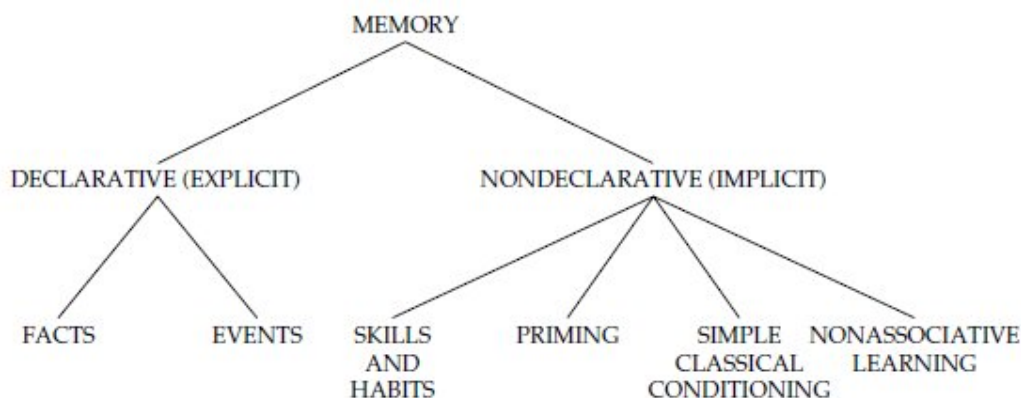 MEMORY
DECLARATIVE (EXPLICIT)
NONDECLARATIVE (IMPLICIT)
FACTS
EVENTS
SKILLS
AND
HABITS
PRIMING
SIMPLE
CLASSICAL
CONDITIONING
NONASSOCIATIVE
LEARNING